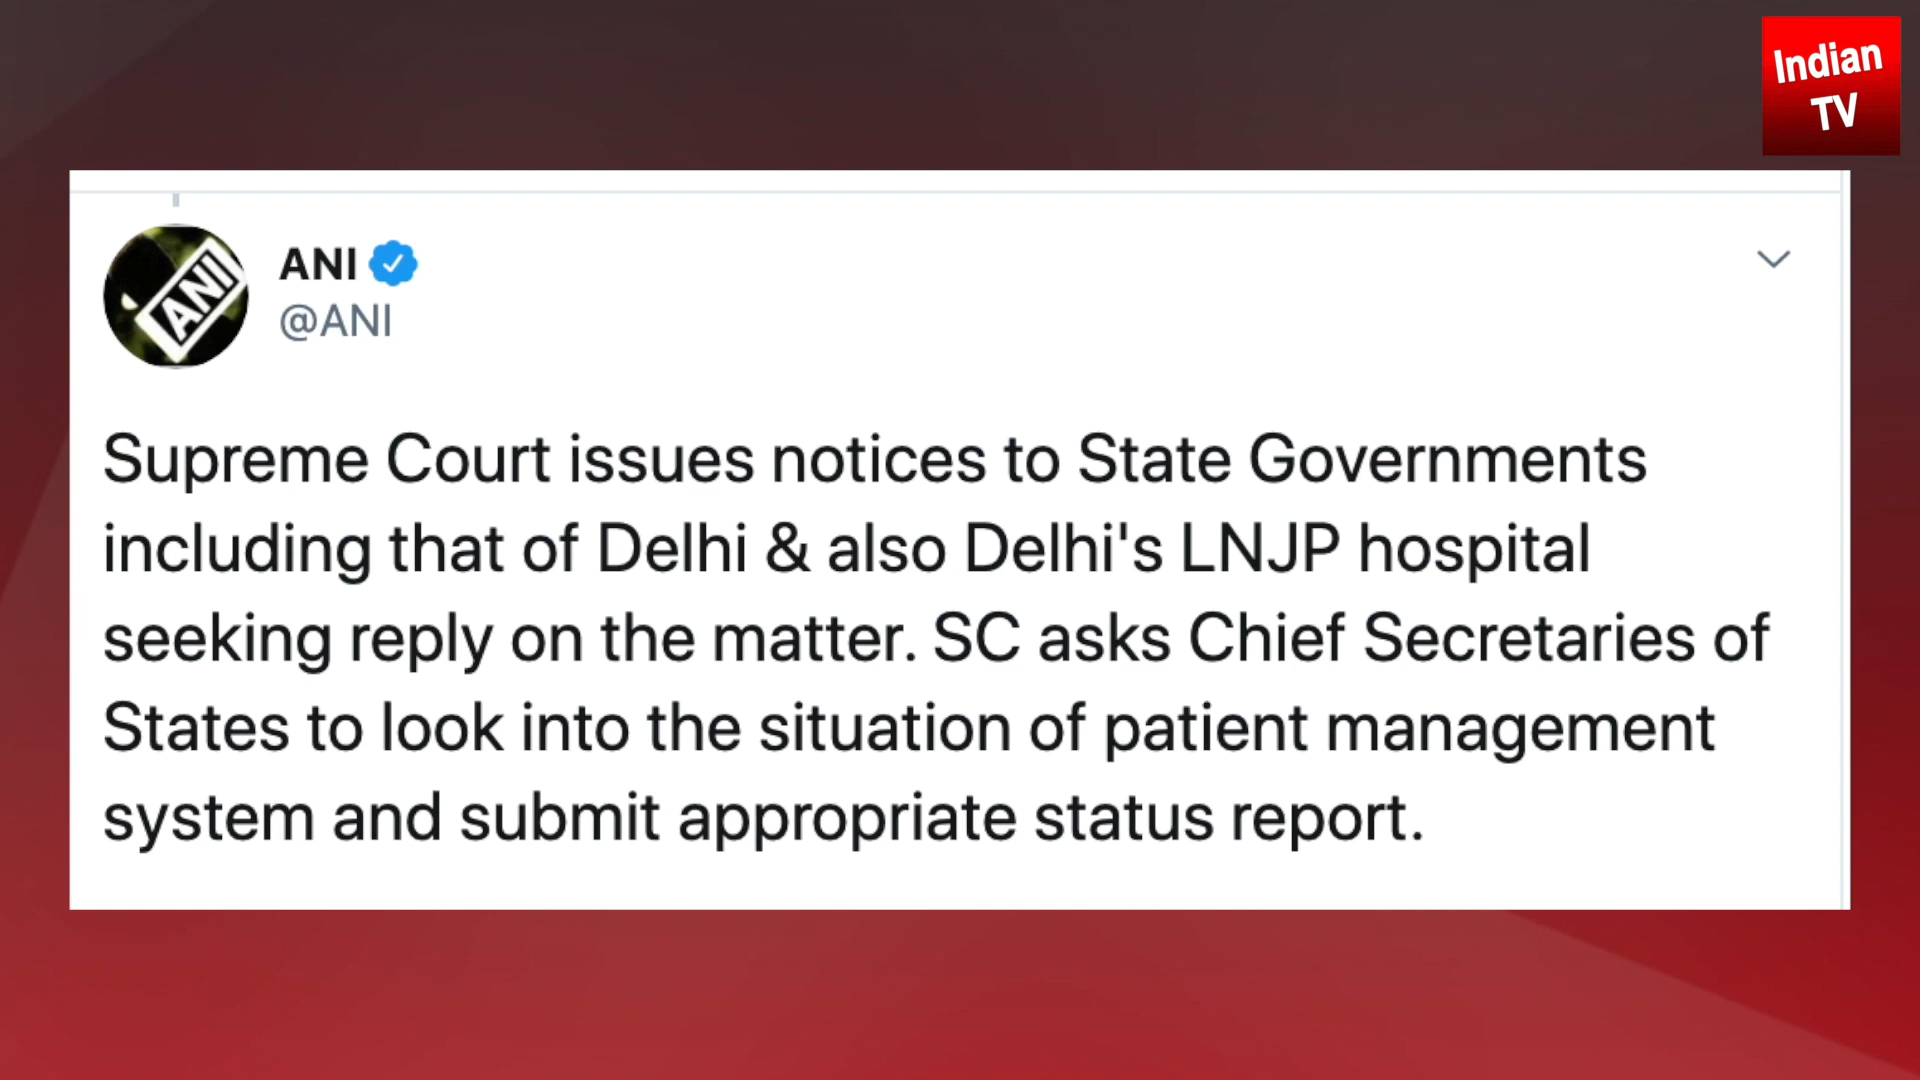 Indian
TV
ANI
ANI
@ANI
Supreme Court issues notices to State Governments
including that of Delhi & also Delhi's LNJP hospital
seeking reply on the matter. SC asks Chief Secretaries of
States to look into the situation of patient management
system and submit appropriate status report.